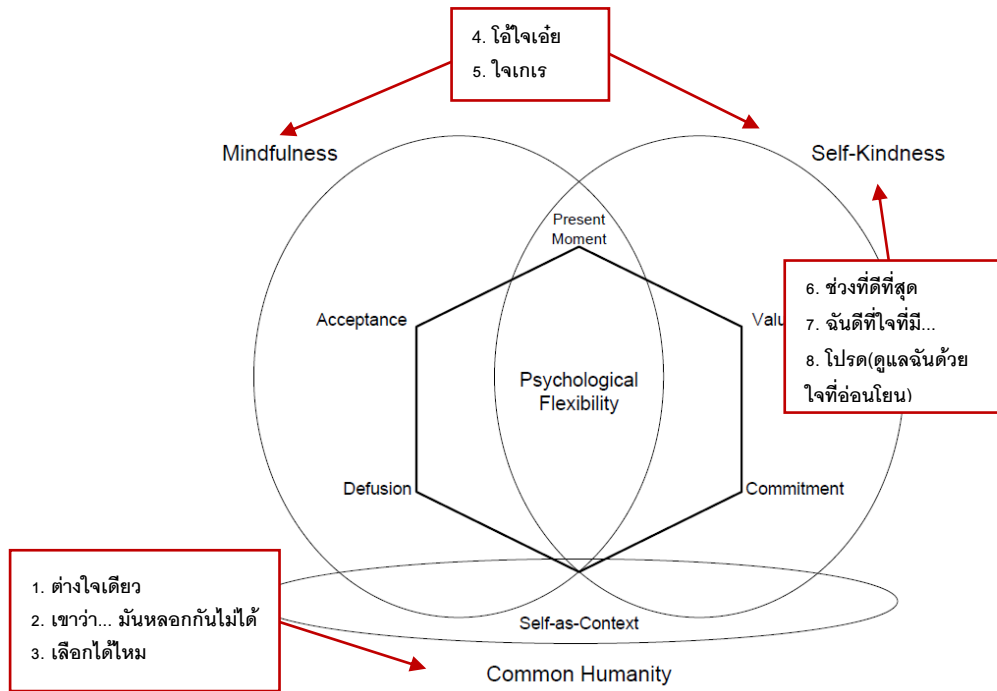 4. โอ้ใจเอ๋ย
5. ใจเกเร
Mindfulness
Self-Kindness
Present
Moment
6. ช่วงที่ดีที่สุด
7. ฉันดีที่ใจที่มี...
8. โปรด(ดูแลฉันด้วย
ใจที่อ่อนโยน)
Acceptance
Psychological
Flexibility
Defusion
Commitment
1. ต่างใจเดียว
2. เขาว่า... มันหลอกกันไม่ได้
3. เลือกได้ไหม
Self-as-Context
Common Humanity